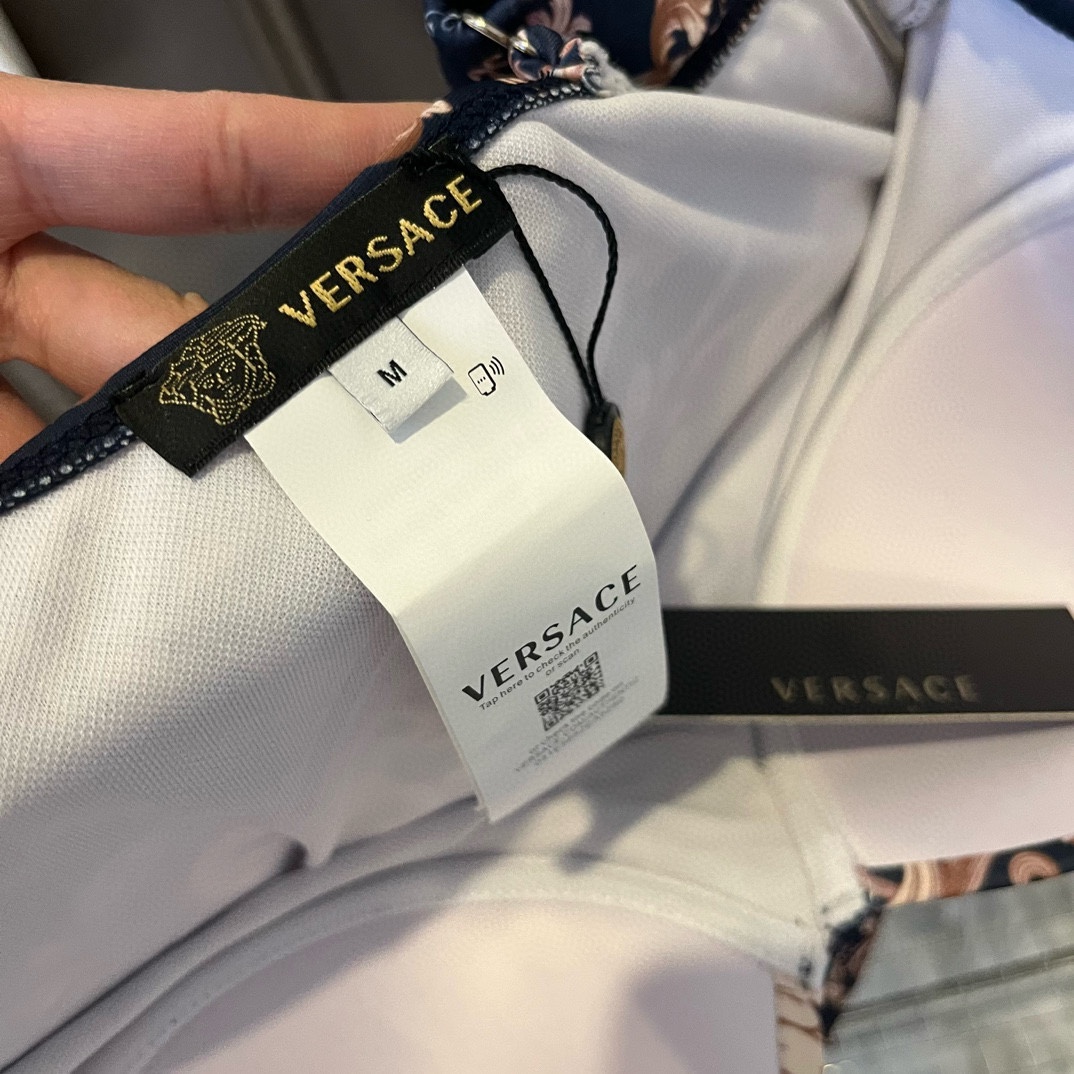 VERSACE
M
VERSACE
Tap here to check the authenticity
or scan
VERSACE